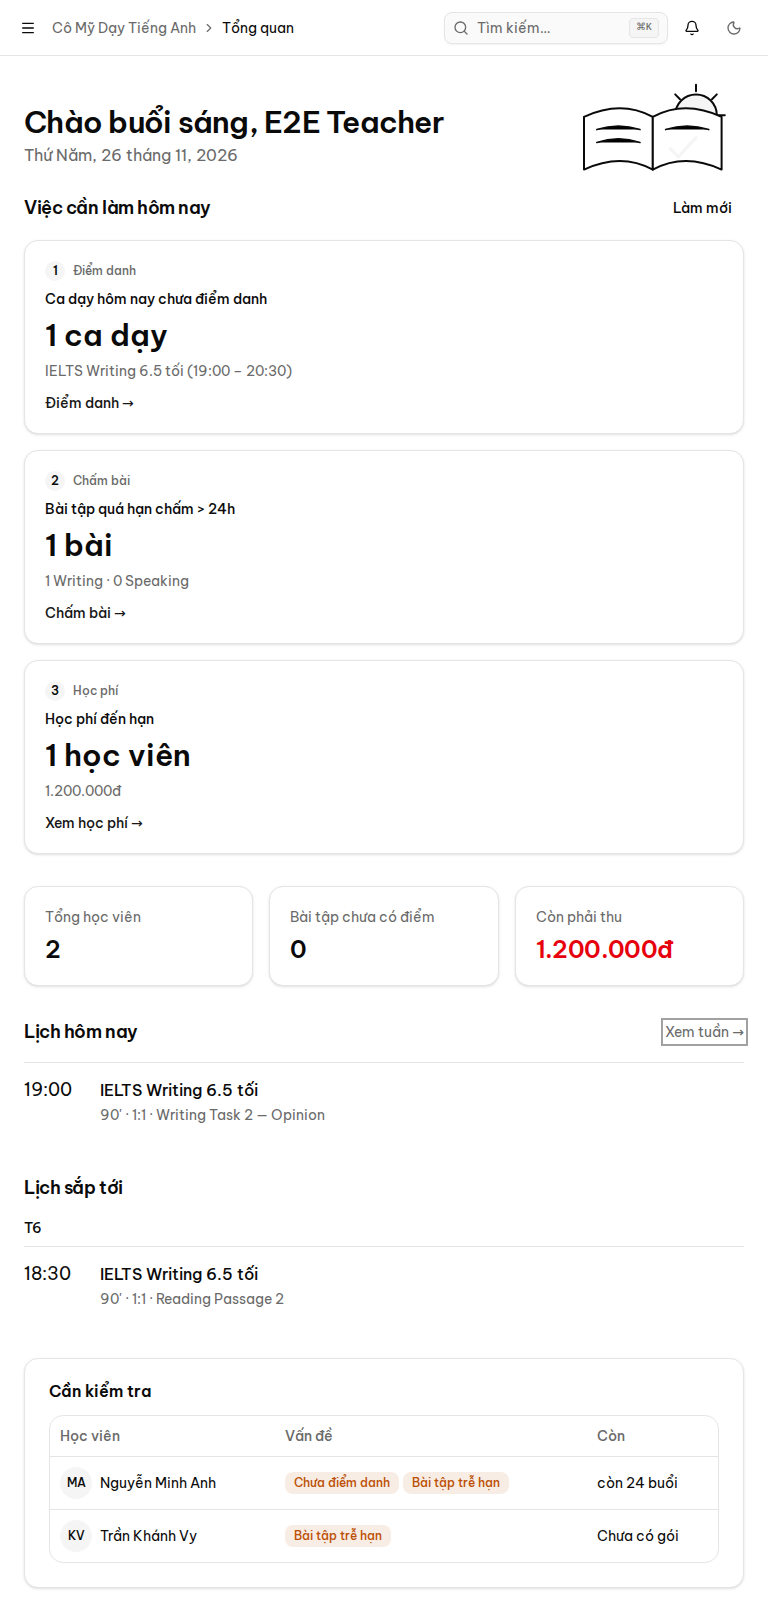 Cô Mỹ Dạy Tiếng Anh > Tổng quan
Tìm kiếm... ⌘K
Chào buổi sáng, E2E Teacher
Thứ Năm, 26 tháng 11, 2026
Việc cần làm hôm nay
Làm mới
1 Điểm danh
Ca dạy hôm nay chưa điểm danh
1 ca dạy
IELTS Writing 6.5 tối (19:00 – 20:30)
Điểm danh →
2 Chấm bài
Bài tập quá hạn chấm > 24h
1 bài
1 Writing · 0 Speaking
Chấm bài →
3 Học phí
Học phí đến hạn
1 học viên
1.200.000đ
Xem học phí →
Tổng học viên
2
Bài tập chưa có điểm
0
Còn phải thu
1.200.000đ
Lịch hôm nay
Xem tuần →
19:00 IELTS Writing 6.5 tối
90' · 1:1 · Writing Task 2 — Opinion
Lịch sắp tới
T6
18:30 IELTS Writing 6.5 tối
90' · 1:1 · Reading Passage 2
Cần kiểm tra
Học viên Vấn đề Còn
MA Nguyễn Minh Anh Chưa điểm danh Bài tập trễ hạn còn 24 buổi
KV Trần Khánh Vy Bài tập trễ hạn Chưa có gói